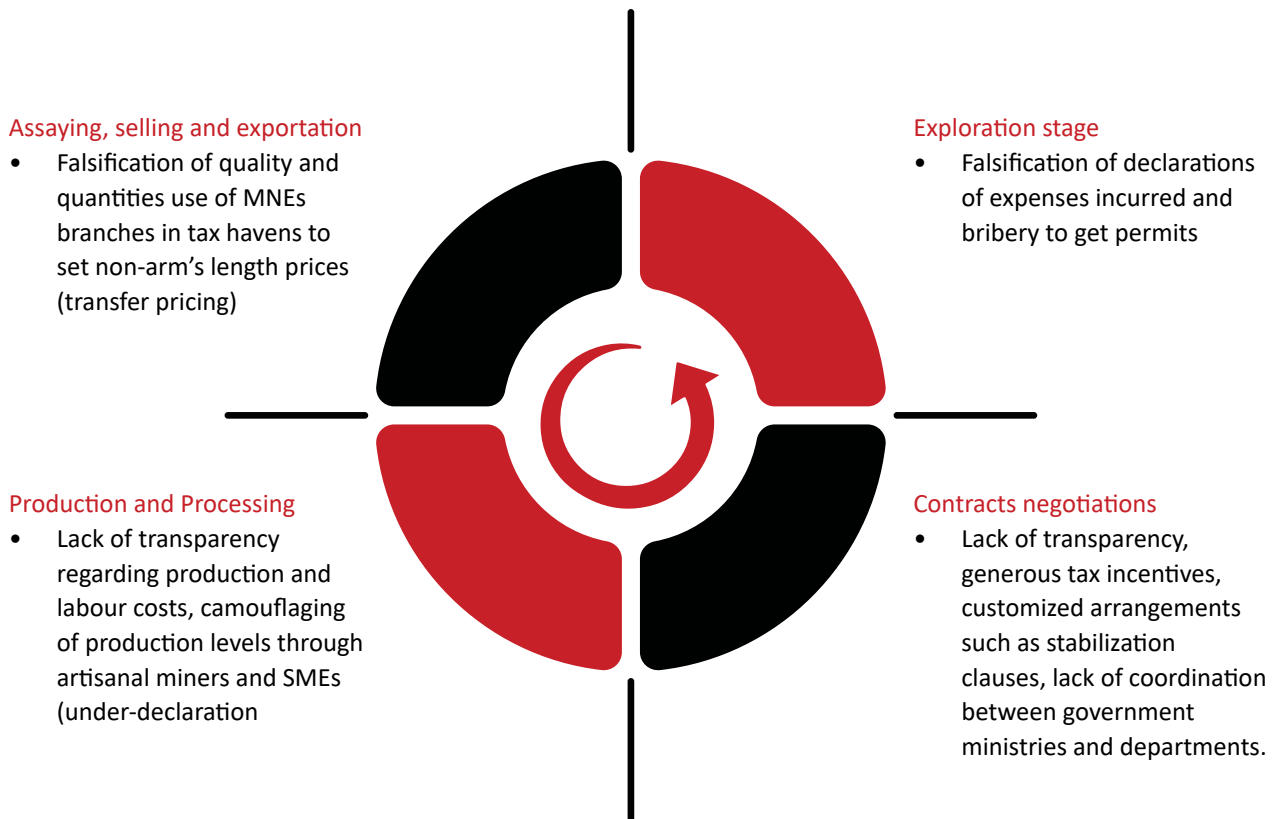 Assaying, selling and exportation
• Falsification of quality and
quantities use of MNEs
branches in tax havens to
set non-arm’s length prices
(transfer pricing)
Exploration stage
• Falsification of declarations
of expenses incurred and
bribery to get permits
Production and Processing
• Lack of transparency
regarding production and
labour costs, camouflaging
of production levels through
artisanal miners and SMEs
(under-declaration
Contracts negotiations
• Lack of transparency,
generous tax incentives,
customized arrangements
such as stabilization
clauses, lack of coordination
between government
ministries and departments.